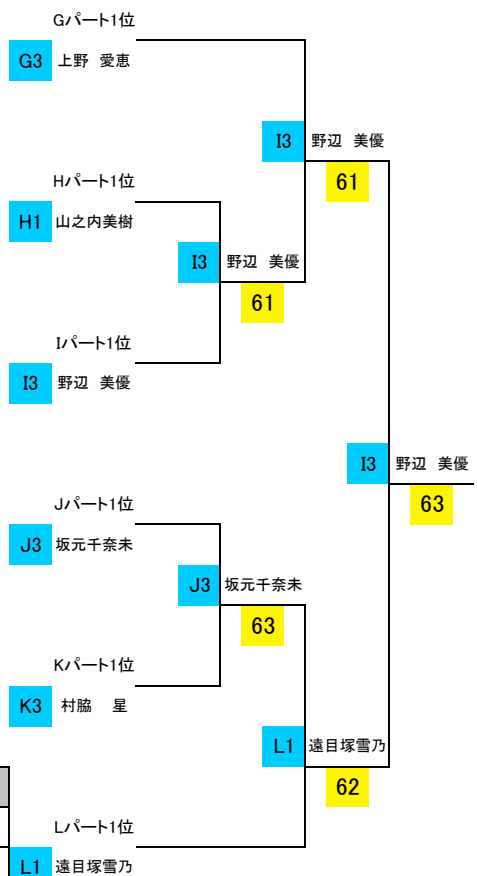 Gパート1位
G3 上野 愛恵
I3 野辺 美優
61
Hパート1位
H1 山之内美樹
I3 野辺 美優
61
Iパート1位
I3 野辺 美優
I3 野辺 美優
63
Jパート1位
J3 坂元千奈未
J3 坂元千奈未
63
Kパート1位
K3 村脇 星
L1 遠目塚雪乃
62
Lパート1位
L1 遠目塚雪乃